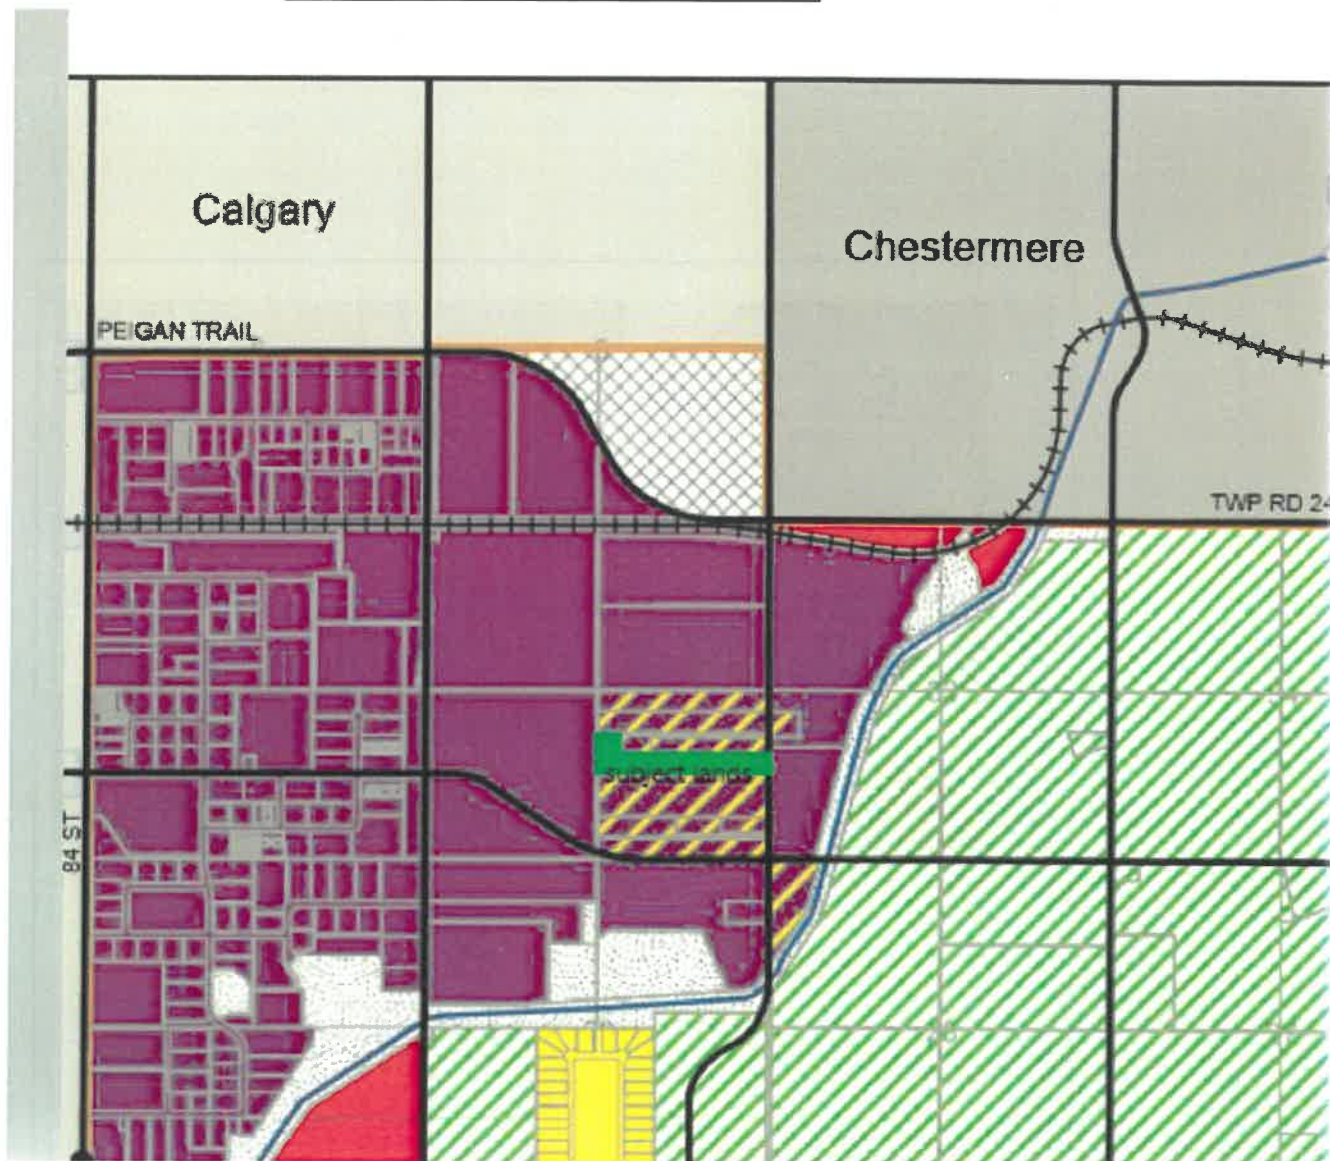 Calgary
Chestermere
PEIGAN TRAIL
TWP RD 24
subject lands
84 ST